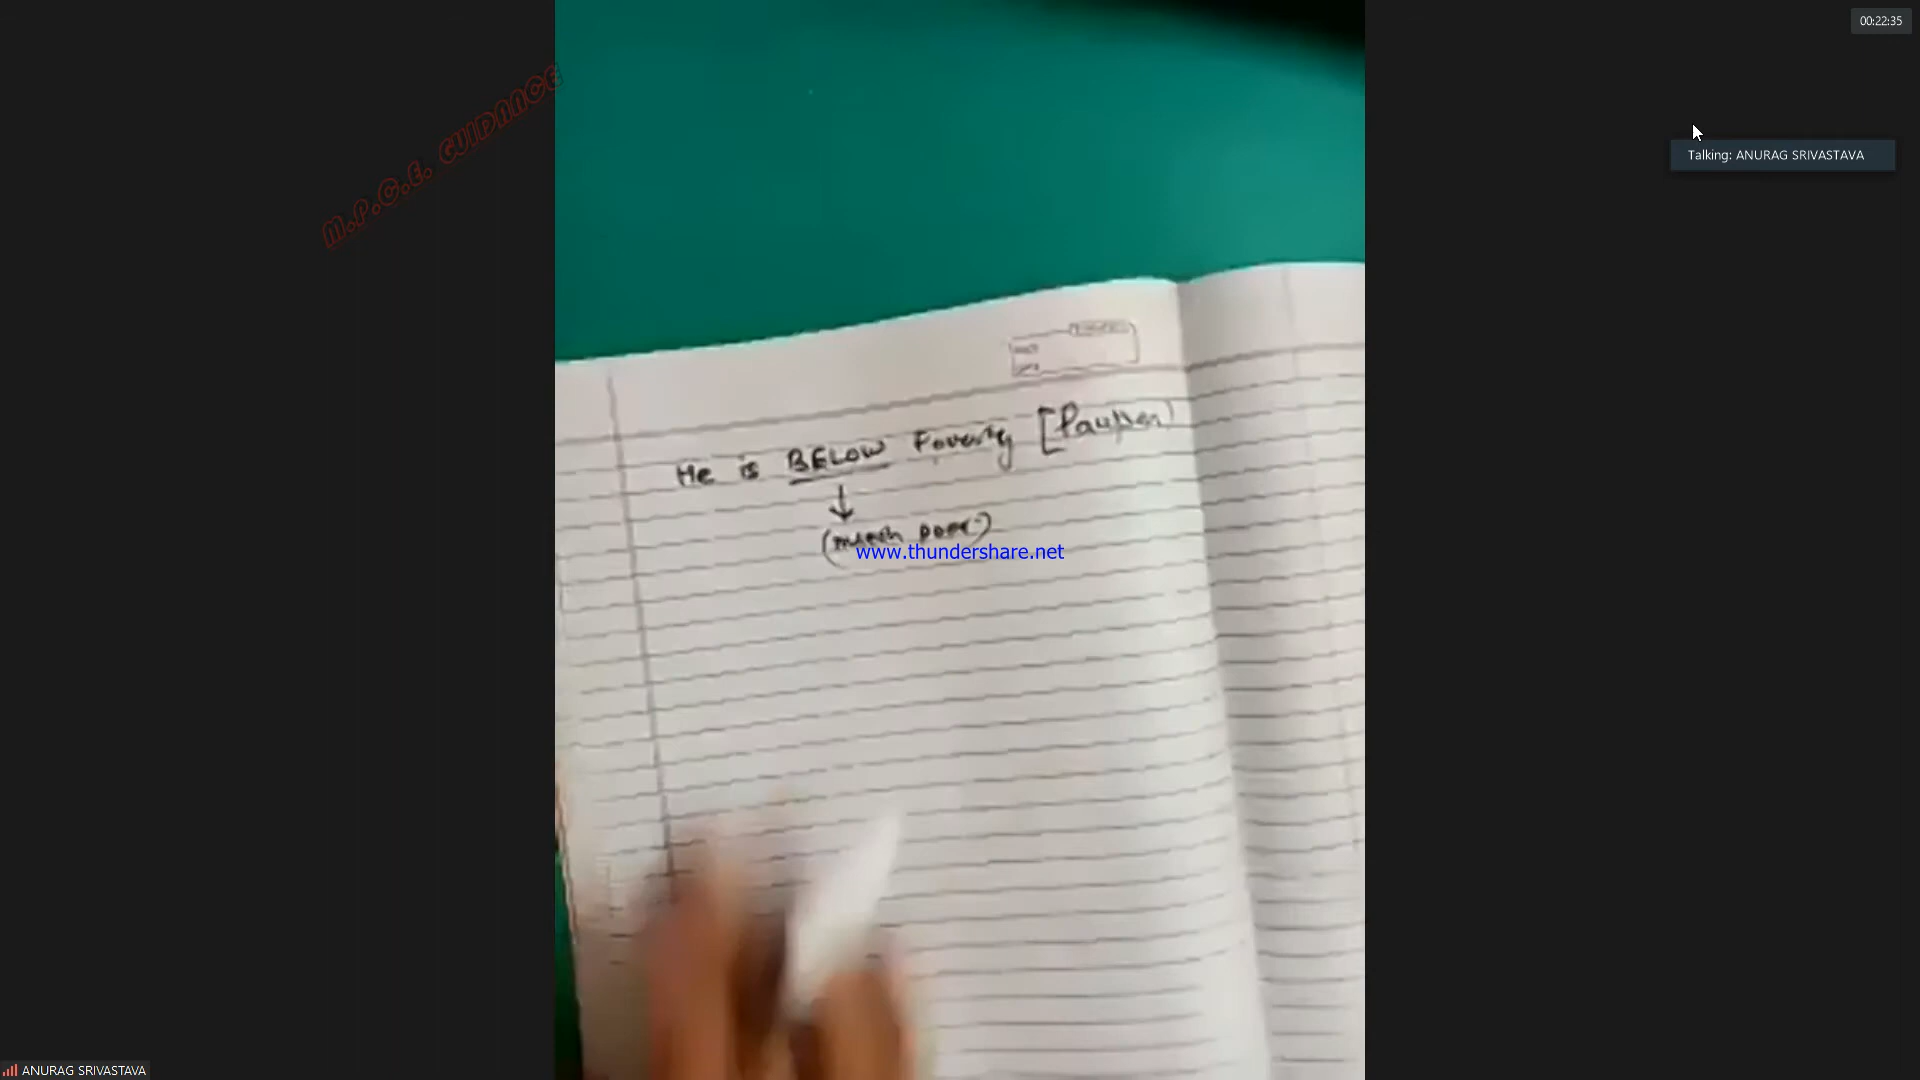 00:22:35
M.P.C.E. GUIDANCE
Talking: ANURAG SRIVASTAVA
He is BELOW Poverty [Pauper)
↓
(much poor)
www.thundershare.net
ANURAG SRIVASTAVA